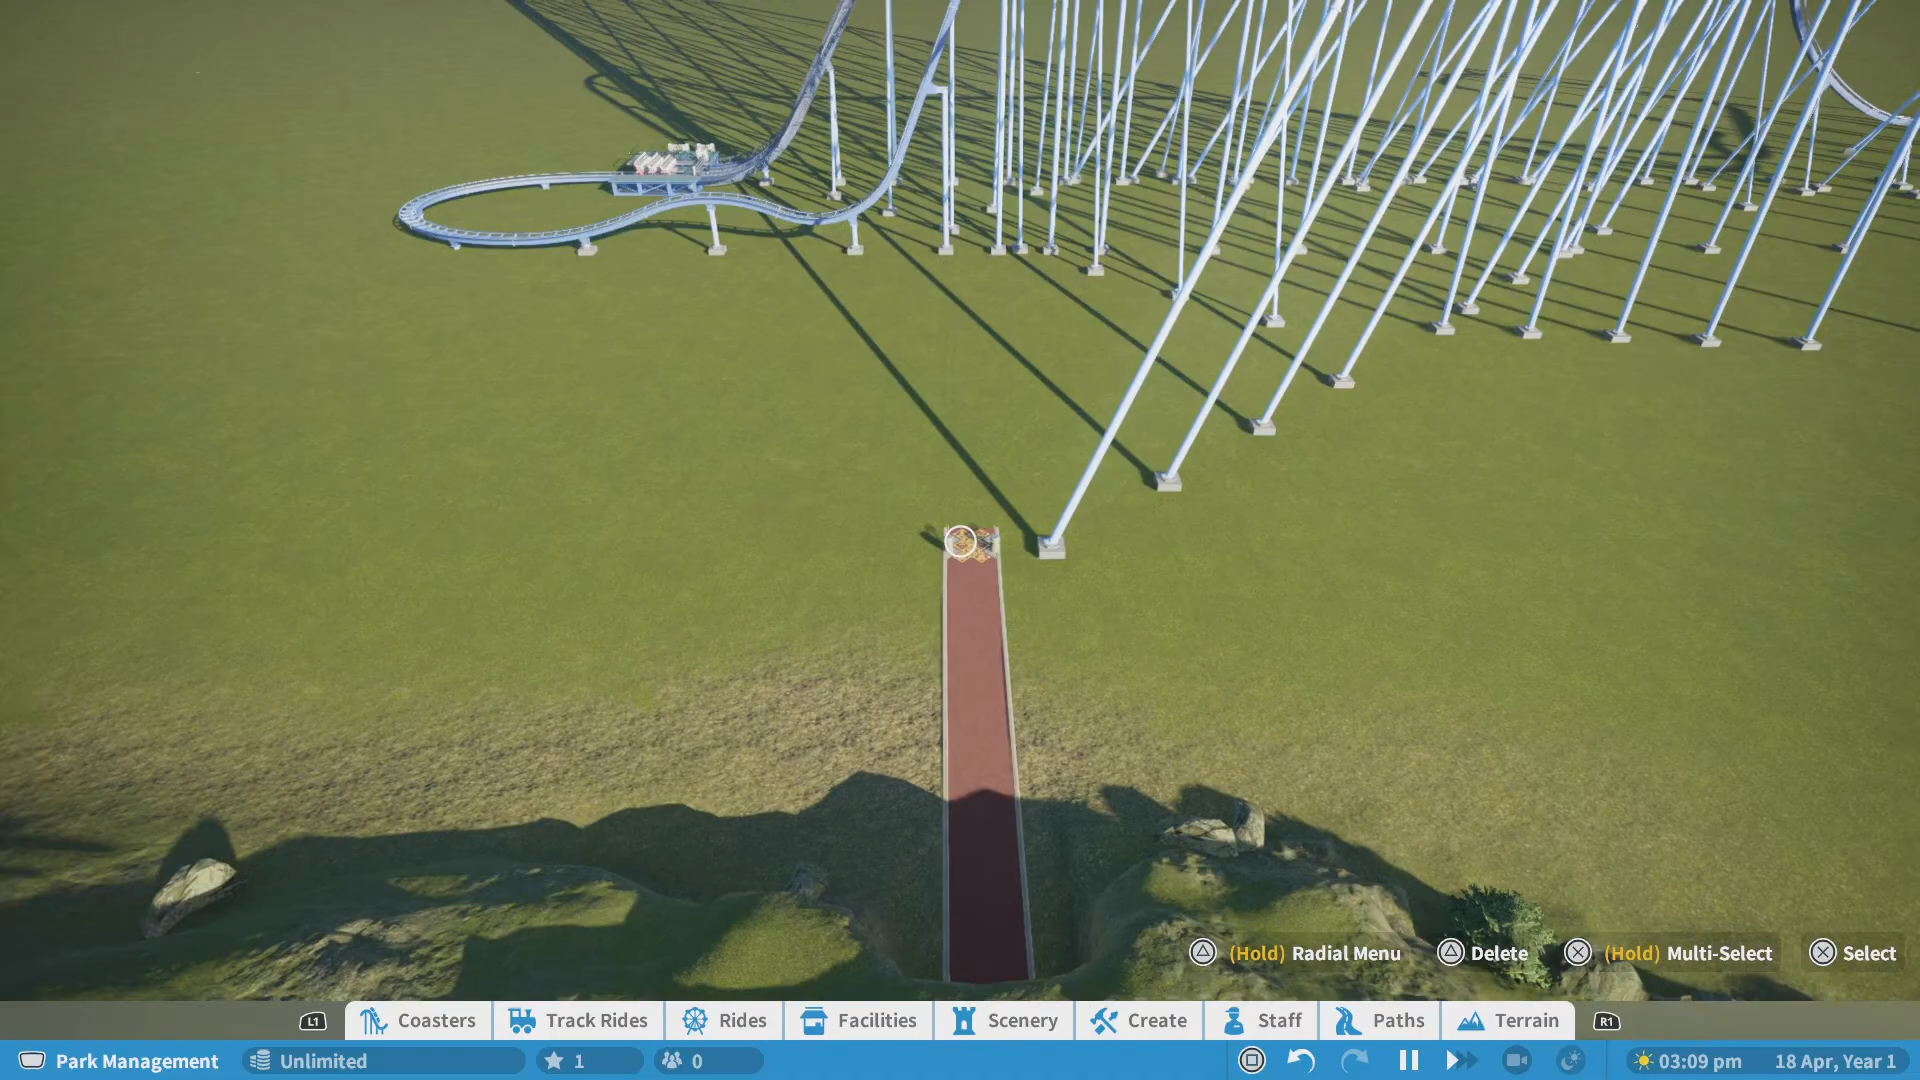 (Hold) Radial Menu Delete (Hold) Multi-Select Select
L1 Coasters Track Rides Rides Facilities Scenery Create Staff Paths Terrain R1
Park Management Unlimited 1 0 03:09 pm 18 Apr, Year 1